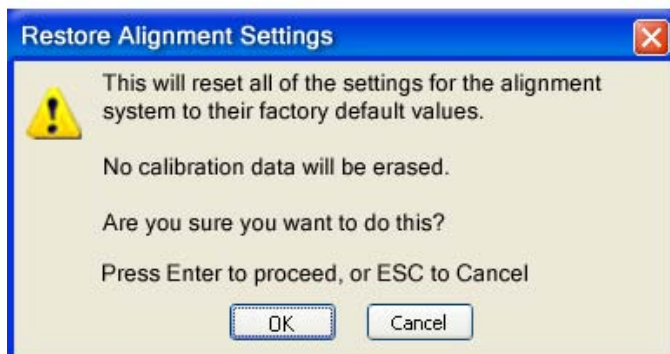 Restore Alignment Settings
This will reset all of the settings for the alignment
system to their factory default values.
No calibration data will be erased.
Are you sure you want to do this?
Press Enter to proceed, or ESC to Cancel
OK
Cancel